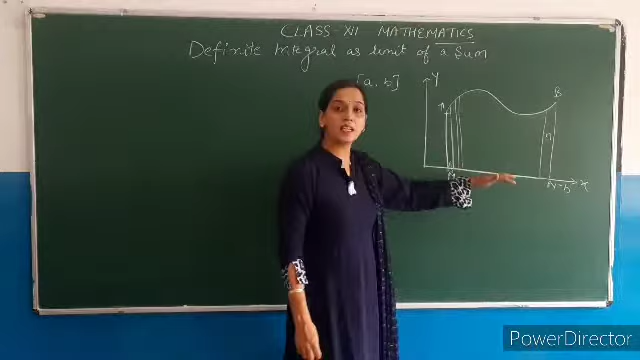 CLASS-XII MATHEMATICS
Definite Integral as limit of a Sum
[a, b]
Y
B
M
N=b
X
PowerDirector